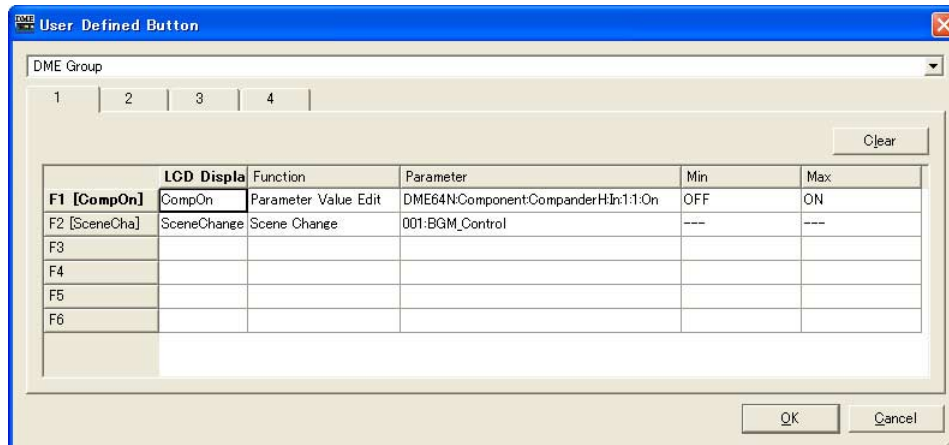 DME User Defined Button
DME Group
1 2 3 4
Clear
LCD Displa Function Parameter Min Max
F1 [CompOn] CompOn Parameter Value Edit DME64N:Component:CompanderH:In:1:1:On OFF ON
F2 [SceneCha] SceneChange Scene Change 001:BGM_Control --- ---
F3
F4
F5
F6
OK Cancel